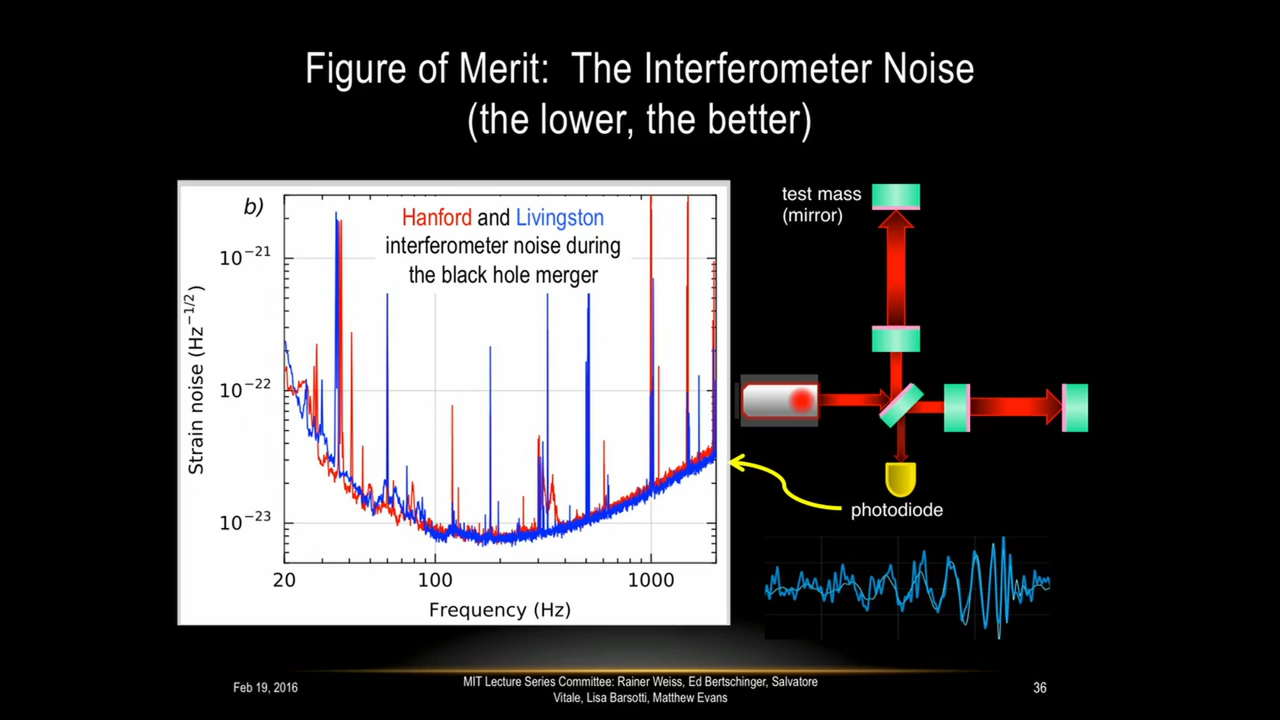 Figure of Merit: The Interferometer Noise
(the lower, the better)
b)
Hanford and Livingston
interferometer noise during
the black hole merger
10⁻²¹
10⁻²²
10⁻²³
Strain noise (Hz⁻¹/²)
20
100
1000
Frequency (Hz)
test mass
(mirror)
photodiode
Feb 19, 2016
MIT Lecture Series Committee: Rainer Weiss, Ed Bertschinger, Salvatore
Vitale, Lisa Barsotti, Matthew Evans
36